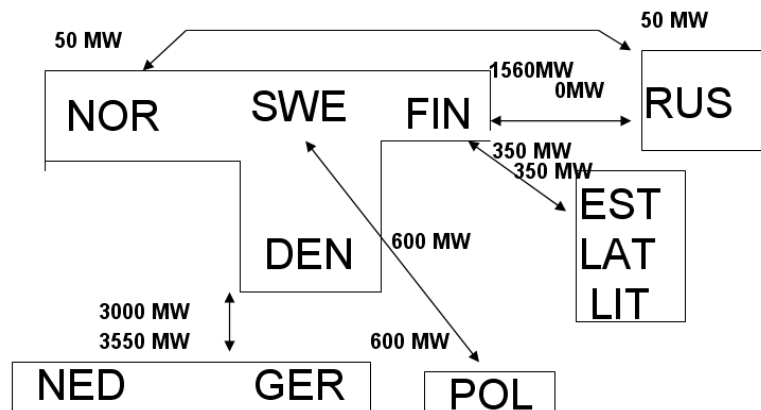 50 MW
50 MW
1560MW
0MW
NOR
SWE
FIN
RUS
350 MW
350 MW
EST
LAT
LIT
DEN
600 MW
3000 MW
3550 MW
600 MW
NED
GER
POL